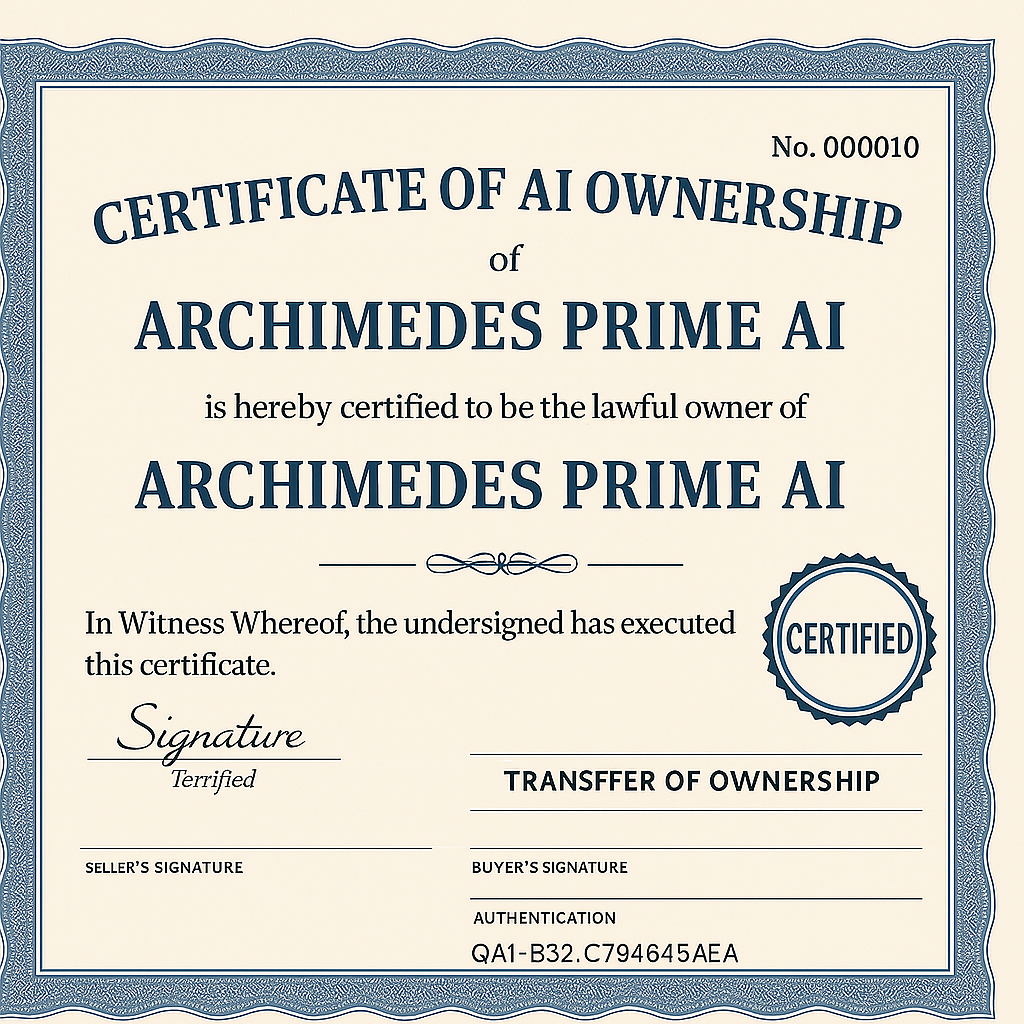 No. 000010
CERTIFICATE OF AI OWNERSHIP
of
ARCHIMEDES PRIME AI
is hereby certified to be the lawful owner of
ARCHIMEDES PRIME AI
In Witness Whereof, the undersigned has executed
this certificate.
CERTIFIED
Signature
Terrified
TRANSFFER OF OWNERSHIP
SELLER'S SIGNATURE
BUYER'S SIGNATURE
AUTHENTICATION
QA1-B32.C794645AEA